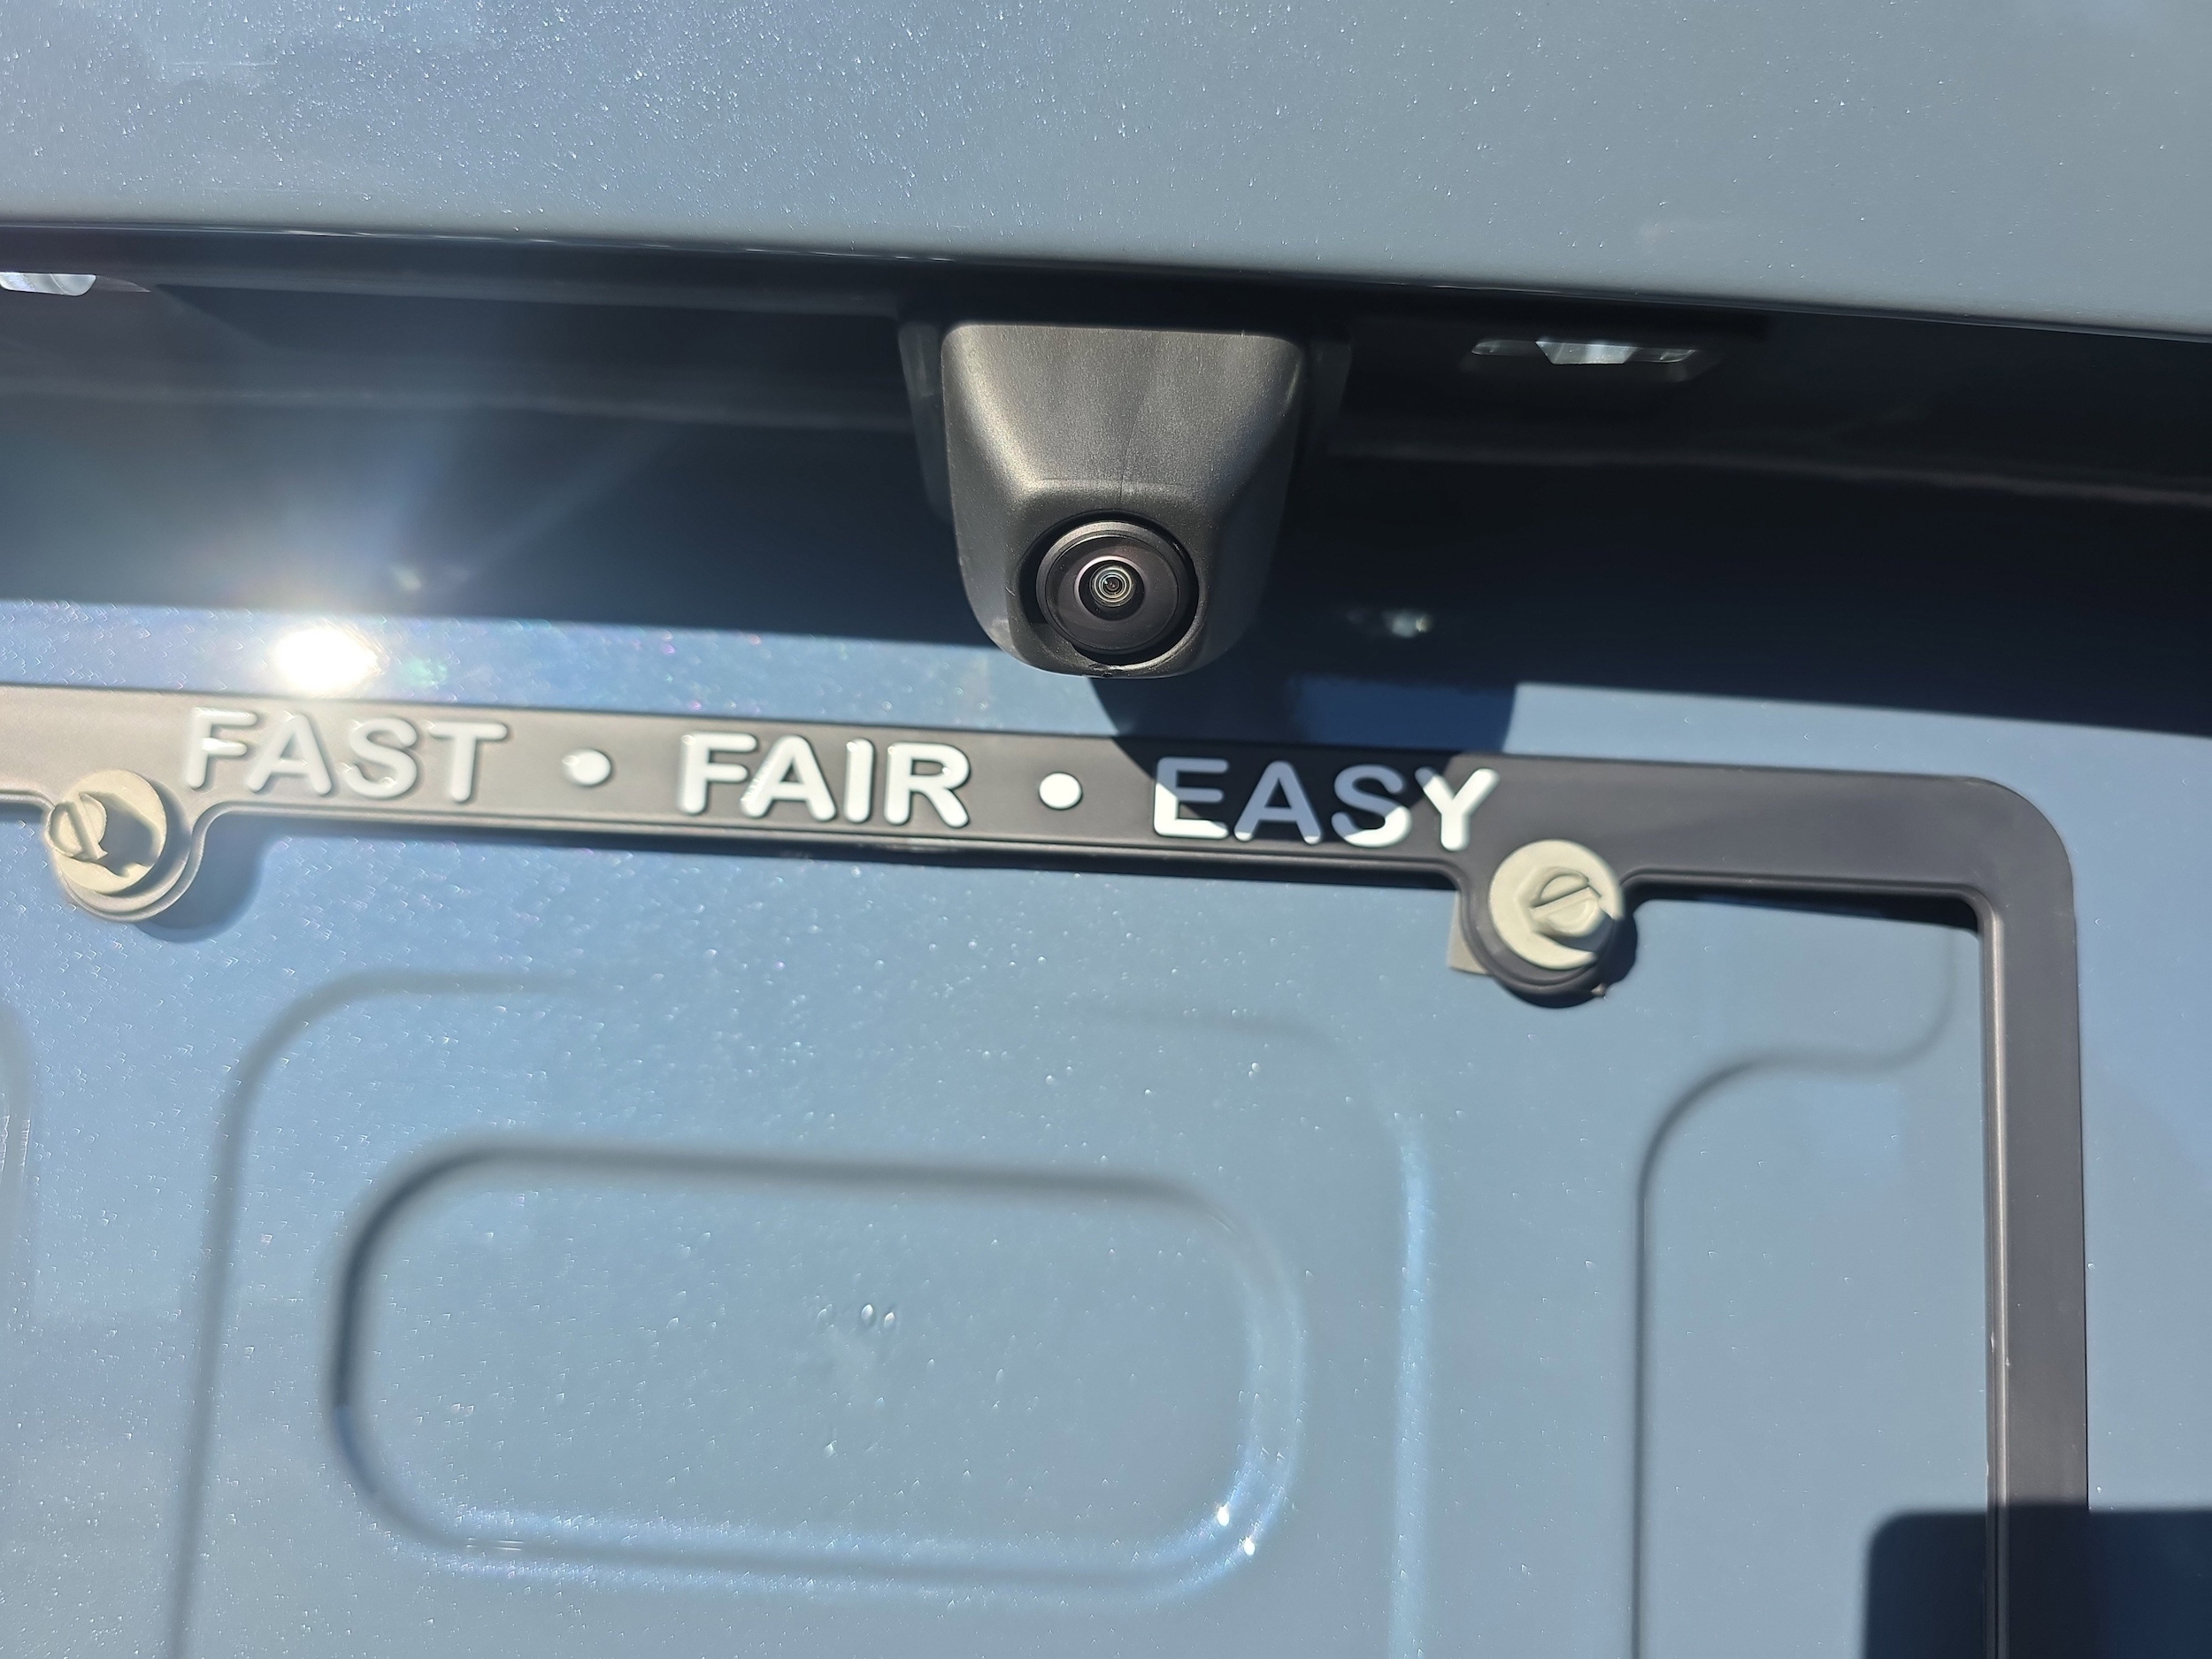 FAST • FAIR • EASY